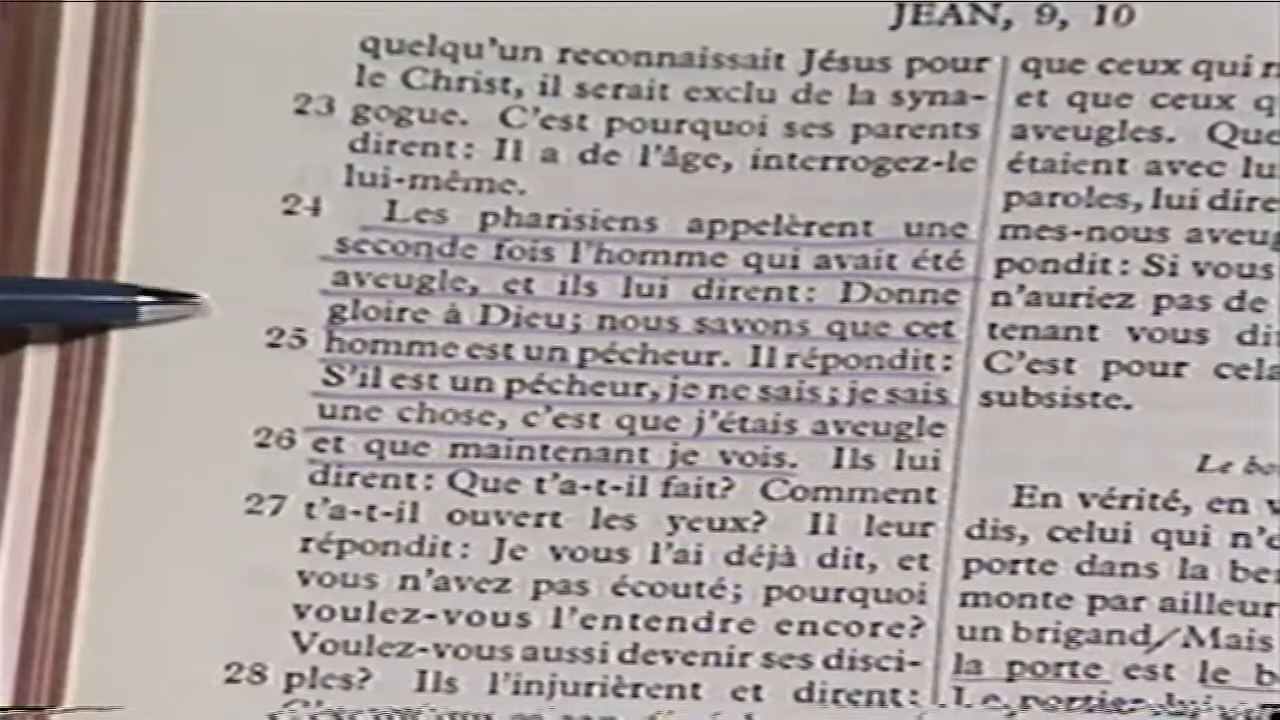 JEAN, 9, 10
quelqu'un reconnaissait Jésus pour
le Christ, il serait exclu de la syna-
23 gogue. C'est pourquoi ses parents
dirent: Il a de l'âge, interrogez-le
lui-même.
24 Les pharisiens appelèrent une
seconde fois l'homme qui avait été
aveugle, et ils lui dirent: Donne
gloire à Dieu; nous savons que cet
25 homme est un pécheur. Il répondit:
S'il est un pécheur, je ne sais; je sais
une chose, c'est que j'étais aveugle
26 et que maintenant je vois. Ils lui
dirent: Que t'a-t-il fait? Comment
27 t'a-t-il ouvert les yeux? Il leur
répondit: Je vous l'ai déjà dit, et
vous n'avez pas écouté; pourquoi
voulez-vous l'entendre encore?
Voulez-vous aussi devenir ses disci-
28 ples? Ils l'injurièrent et dirent:
que ceux qui
et que ceux
aveugles.
étaient avec
paroles, lui
mes-nous
pondit: Si vous
n'auriez pas de
tenant vous
C'est pour
subsiste.
Le
En vérité, en
dis, celui qui
porte dans la
monte par
un brigand/Mais
la porte est le
Le portier lui